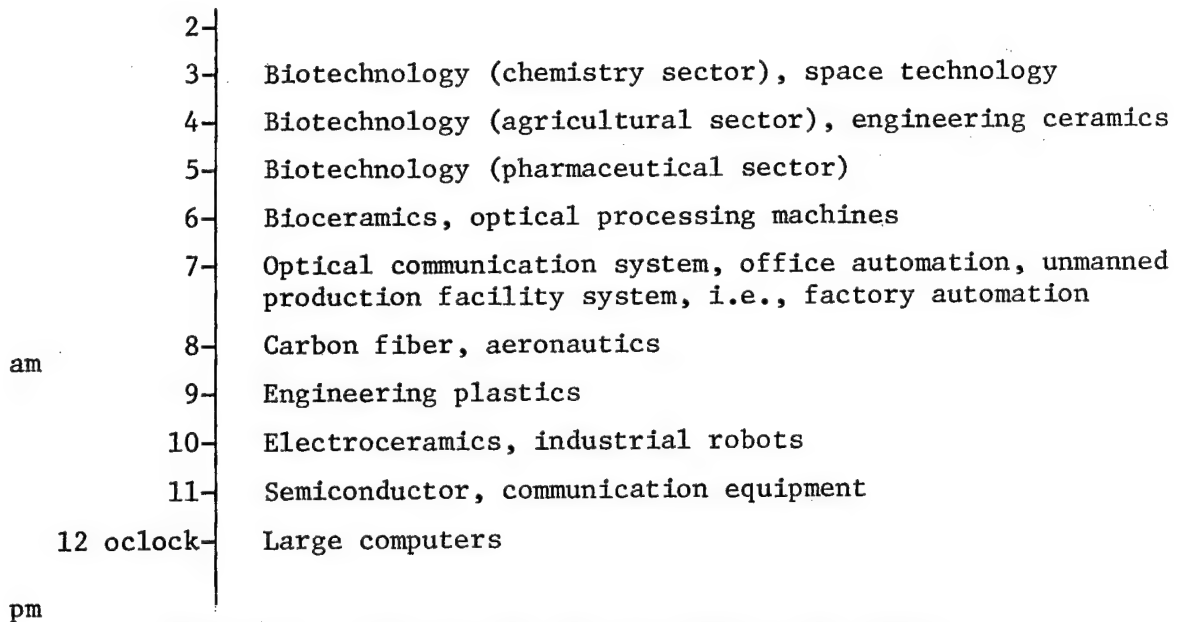 2-
3- Biotechnology (chemistry sector), space technology
4- Biotechnology (agricultural sector), engineering ceramics
5- Biotechnology (pharmaceutical sector)
6- Bioceramics, optical processing machines
7- Optical communication system, office automation, unmanned
production facility system, i.e., factory automation
8- Carbon fiber, aeronautics
am
9- Engineering plastics
10- Electroceramics, industrial robots
11- Semiconductor, communication equipment
12 oclock- Large computers
pm